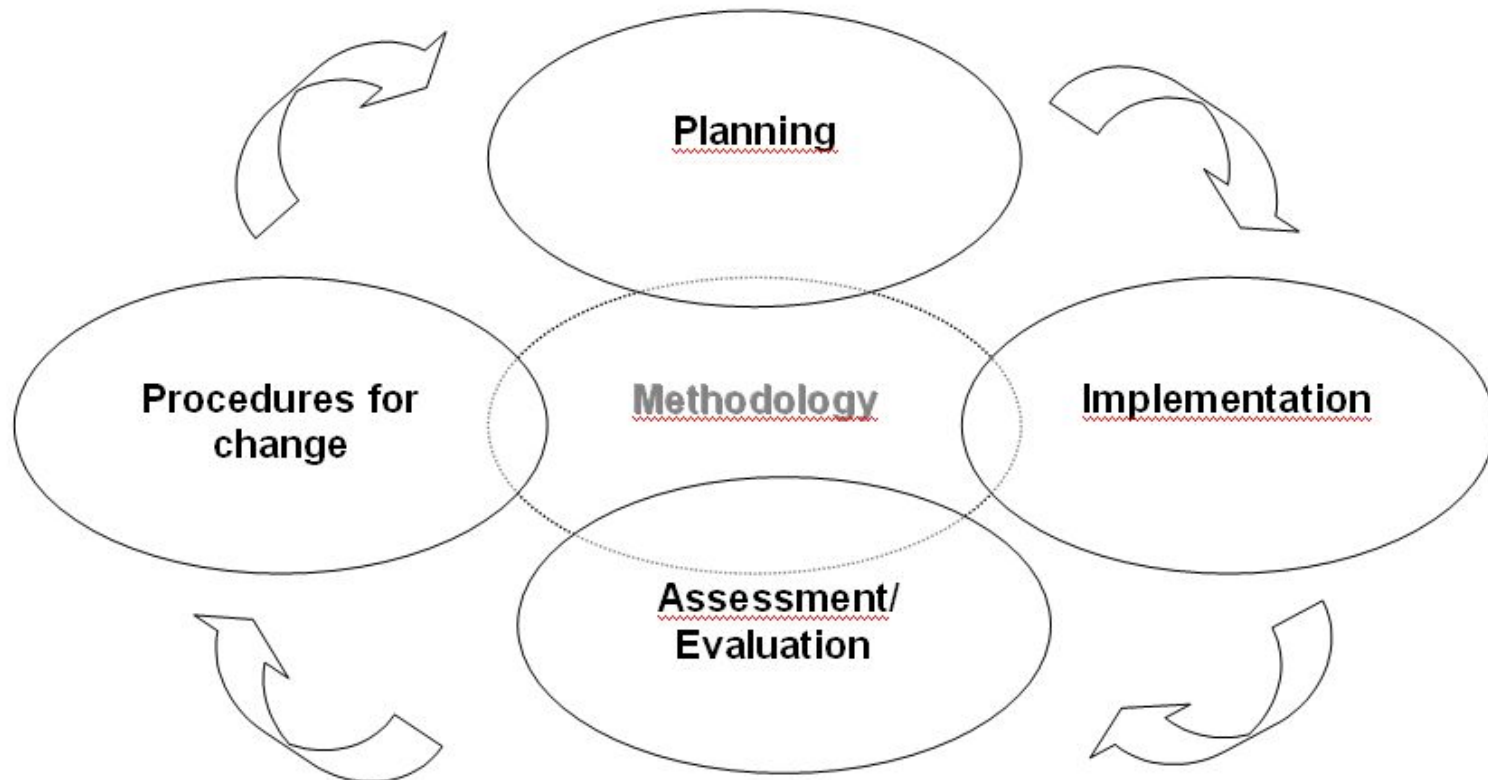 Planning
Procedures for
change
Methodology
Implementation
Assessment/
Evaluation